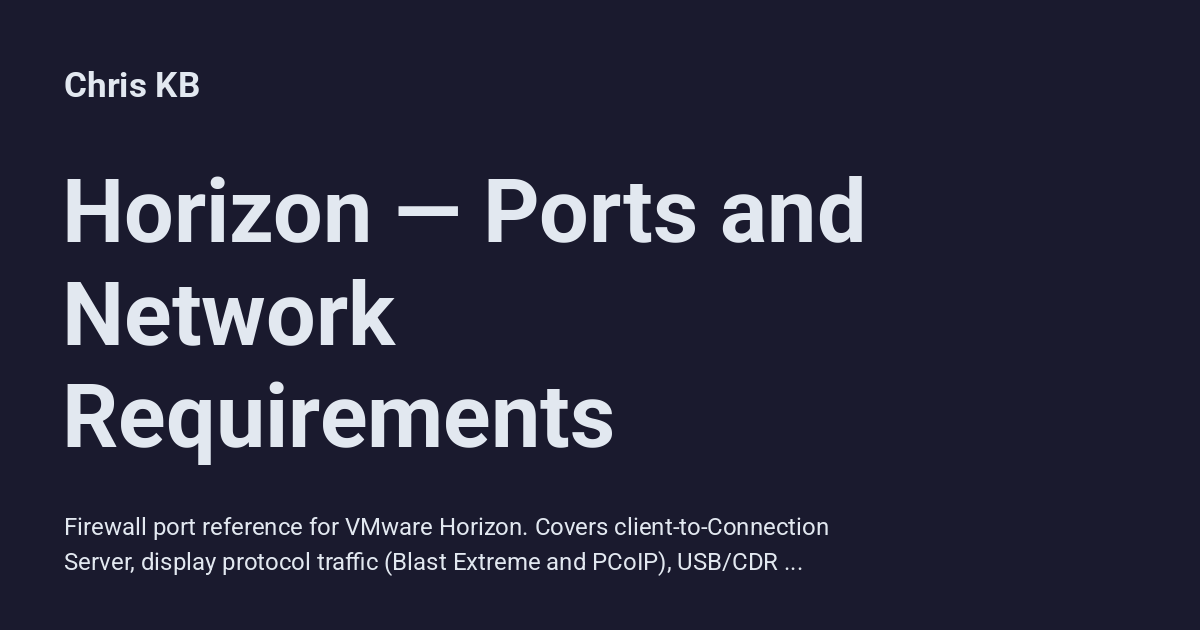 Chris KB
Horizon — Ports and
Network
Requirements
Firewall port reference for VMware Horizon. Covers client-to-Connection
Server, display protocol traffic (Blast Extreme and PCoIP), USB/CDR ...